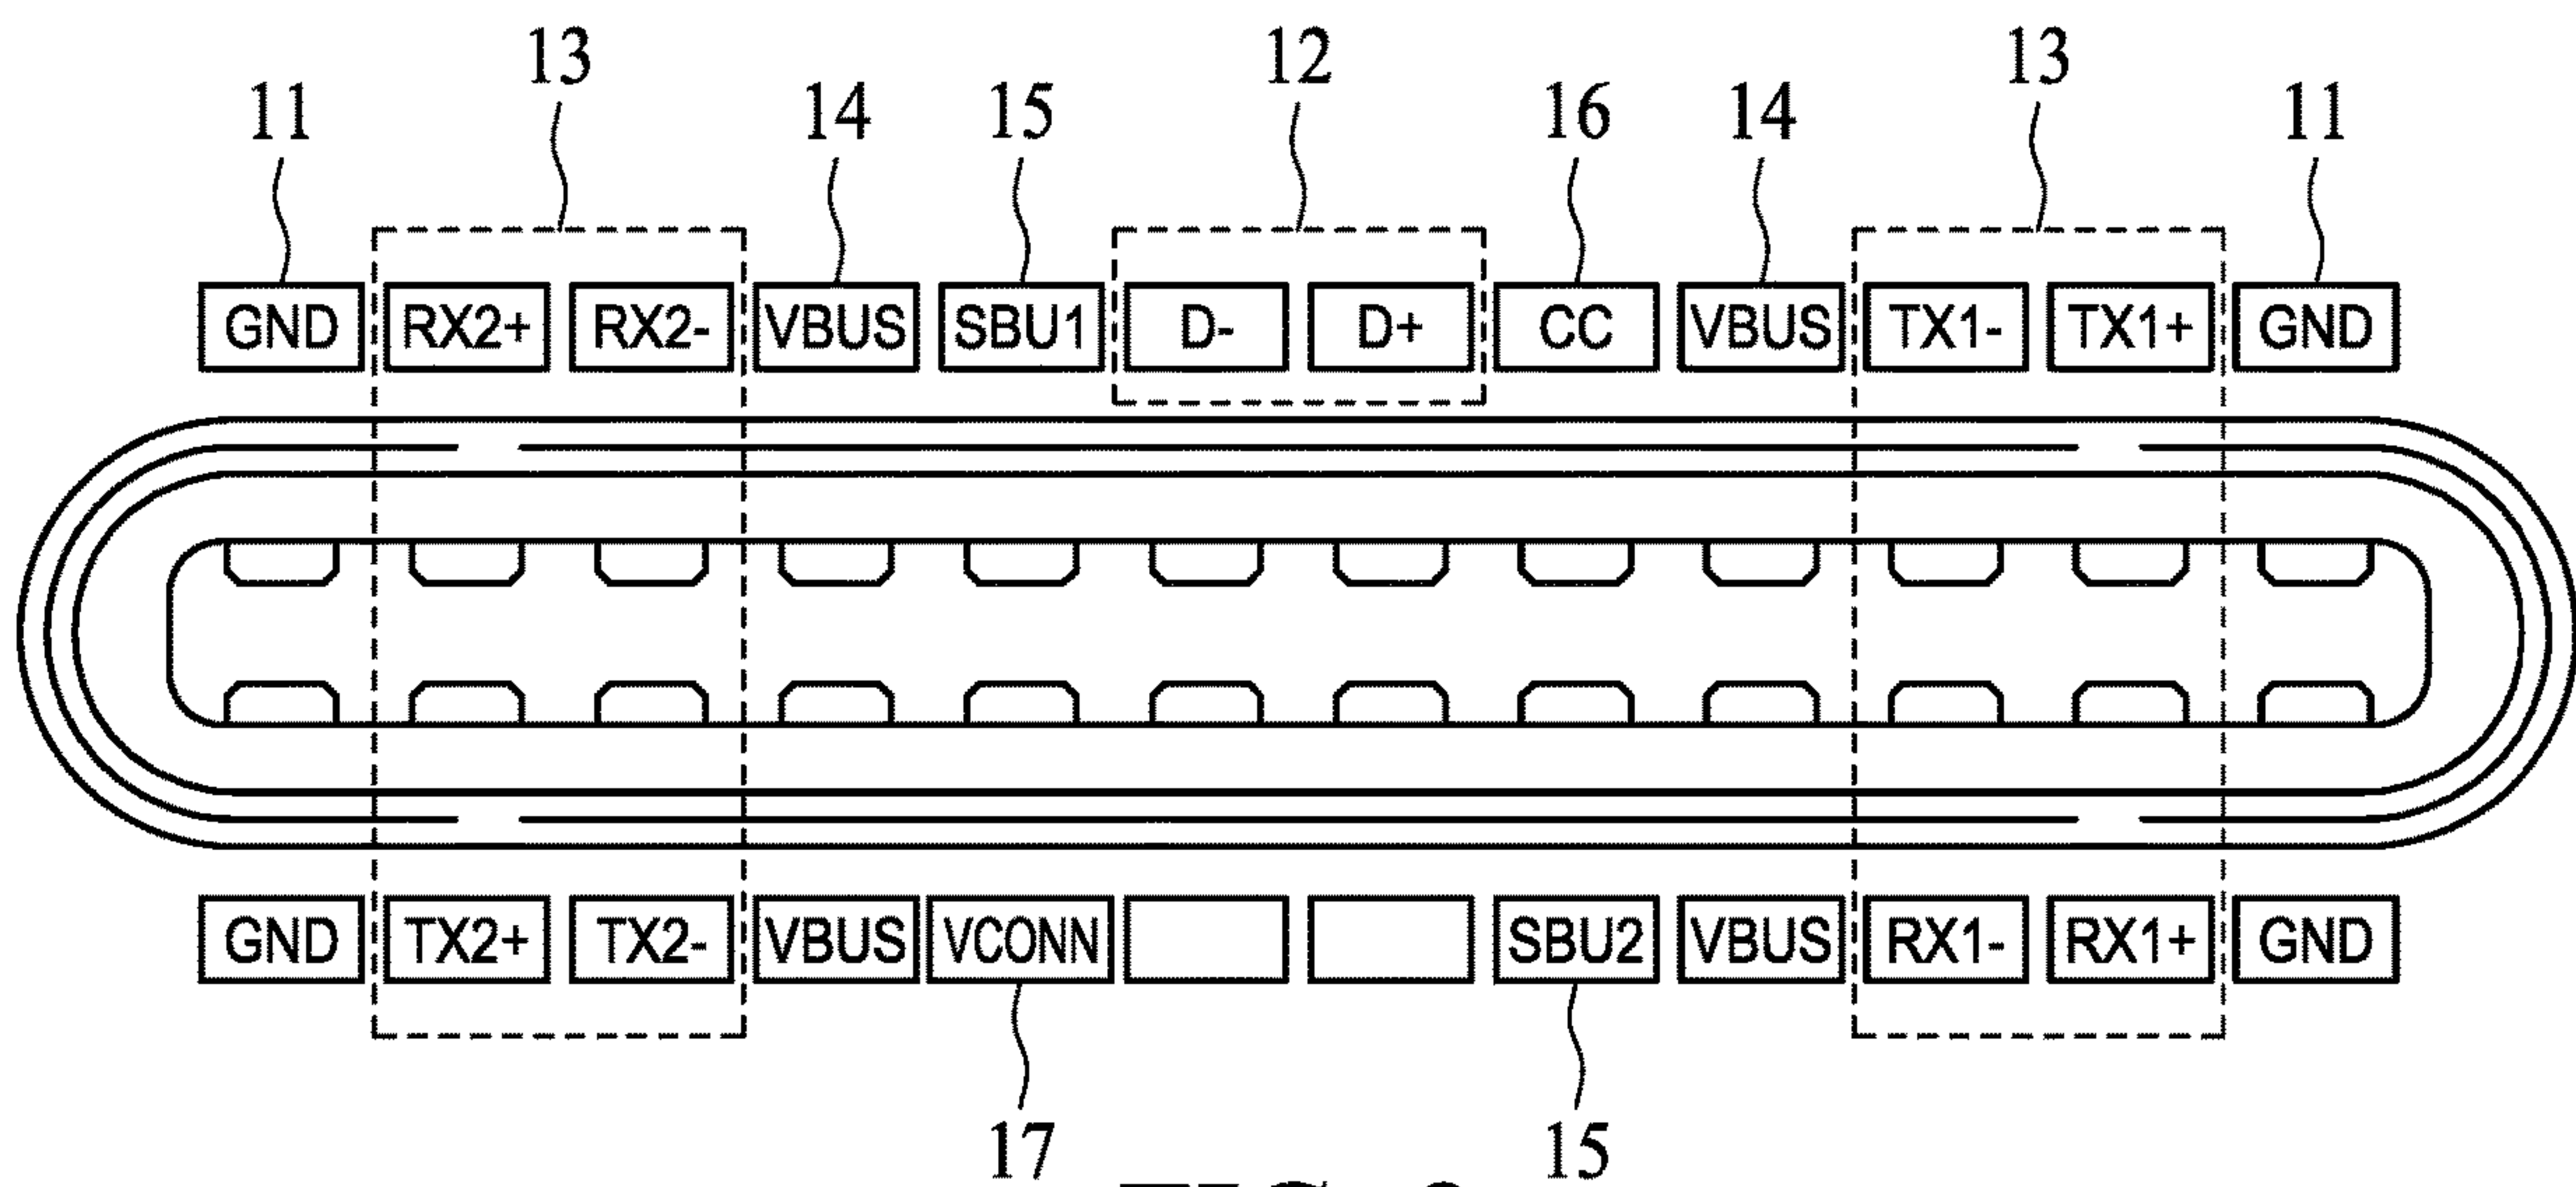 13 12 13
11 14 15 16 14 11
GND RX2+ RX2- VBUS SBU1 D- D+ CC VBUS TX1- TX1+ GND
GND TX2+ TX2- VBUS VCONN SBU2 VBUS RX1- RX1+ GND
17 15